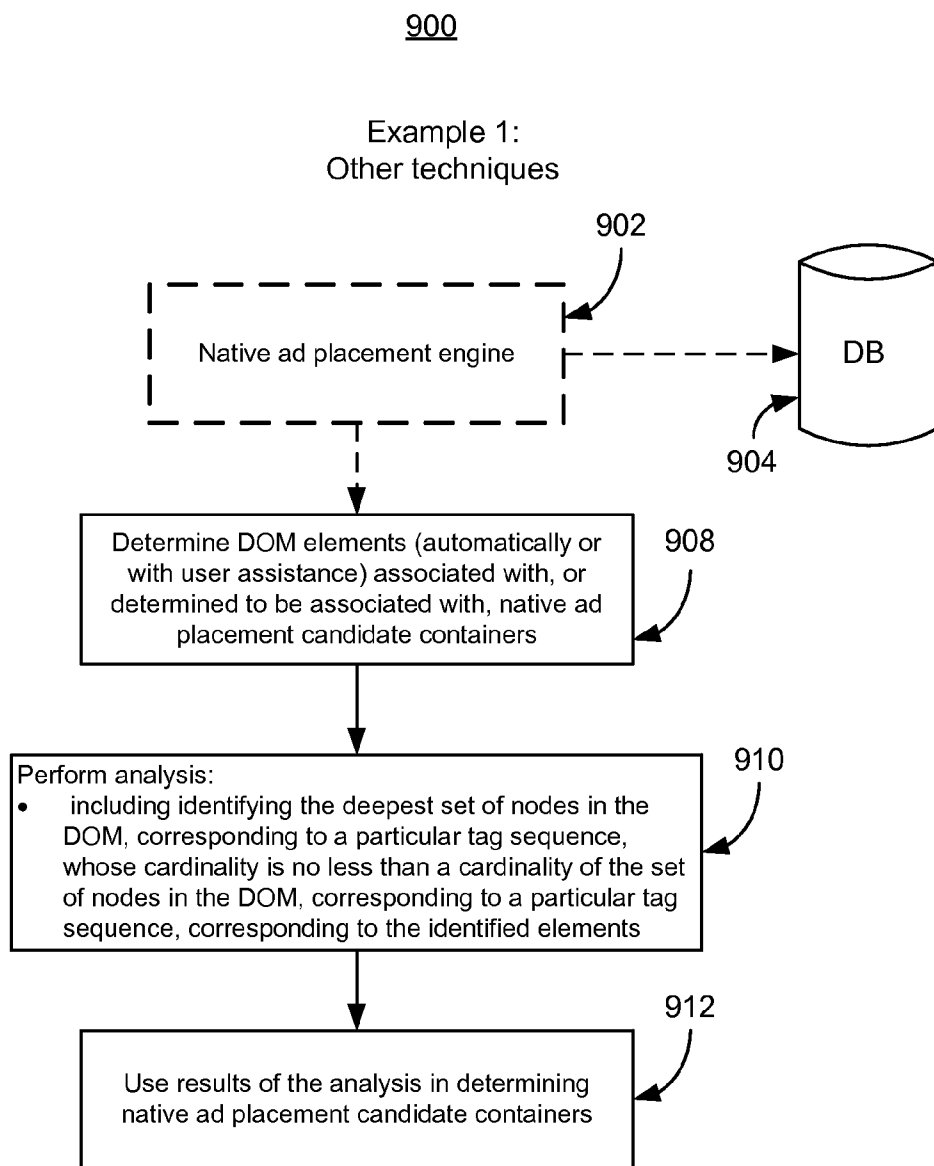 900
Example 1:
Other techniques
902
Native ad placement engine
DB
904
Determine DOM elements (automatically or
with user assistance) associated with, or
determined to be associated with, native ad
placement candidate containers
908
Perform analysis:
• including identifying the deepest set of nodes in the
DOM, corresponding to a particular tag sequence,
whose cardinality is no less than a cardinality of the set
of nodes in the DOM, corresponding to a particular tag
sequence, corresponding to the identified elements
910
Use results of the analysis in determining
native ad placement candidate containers
912